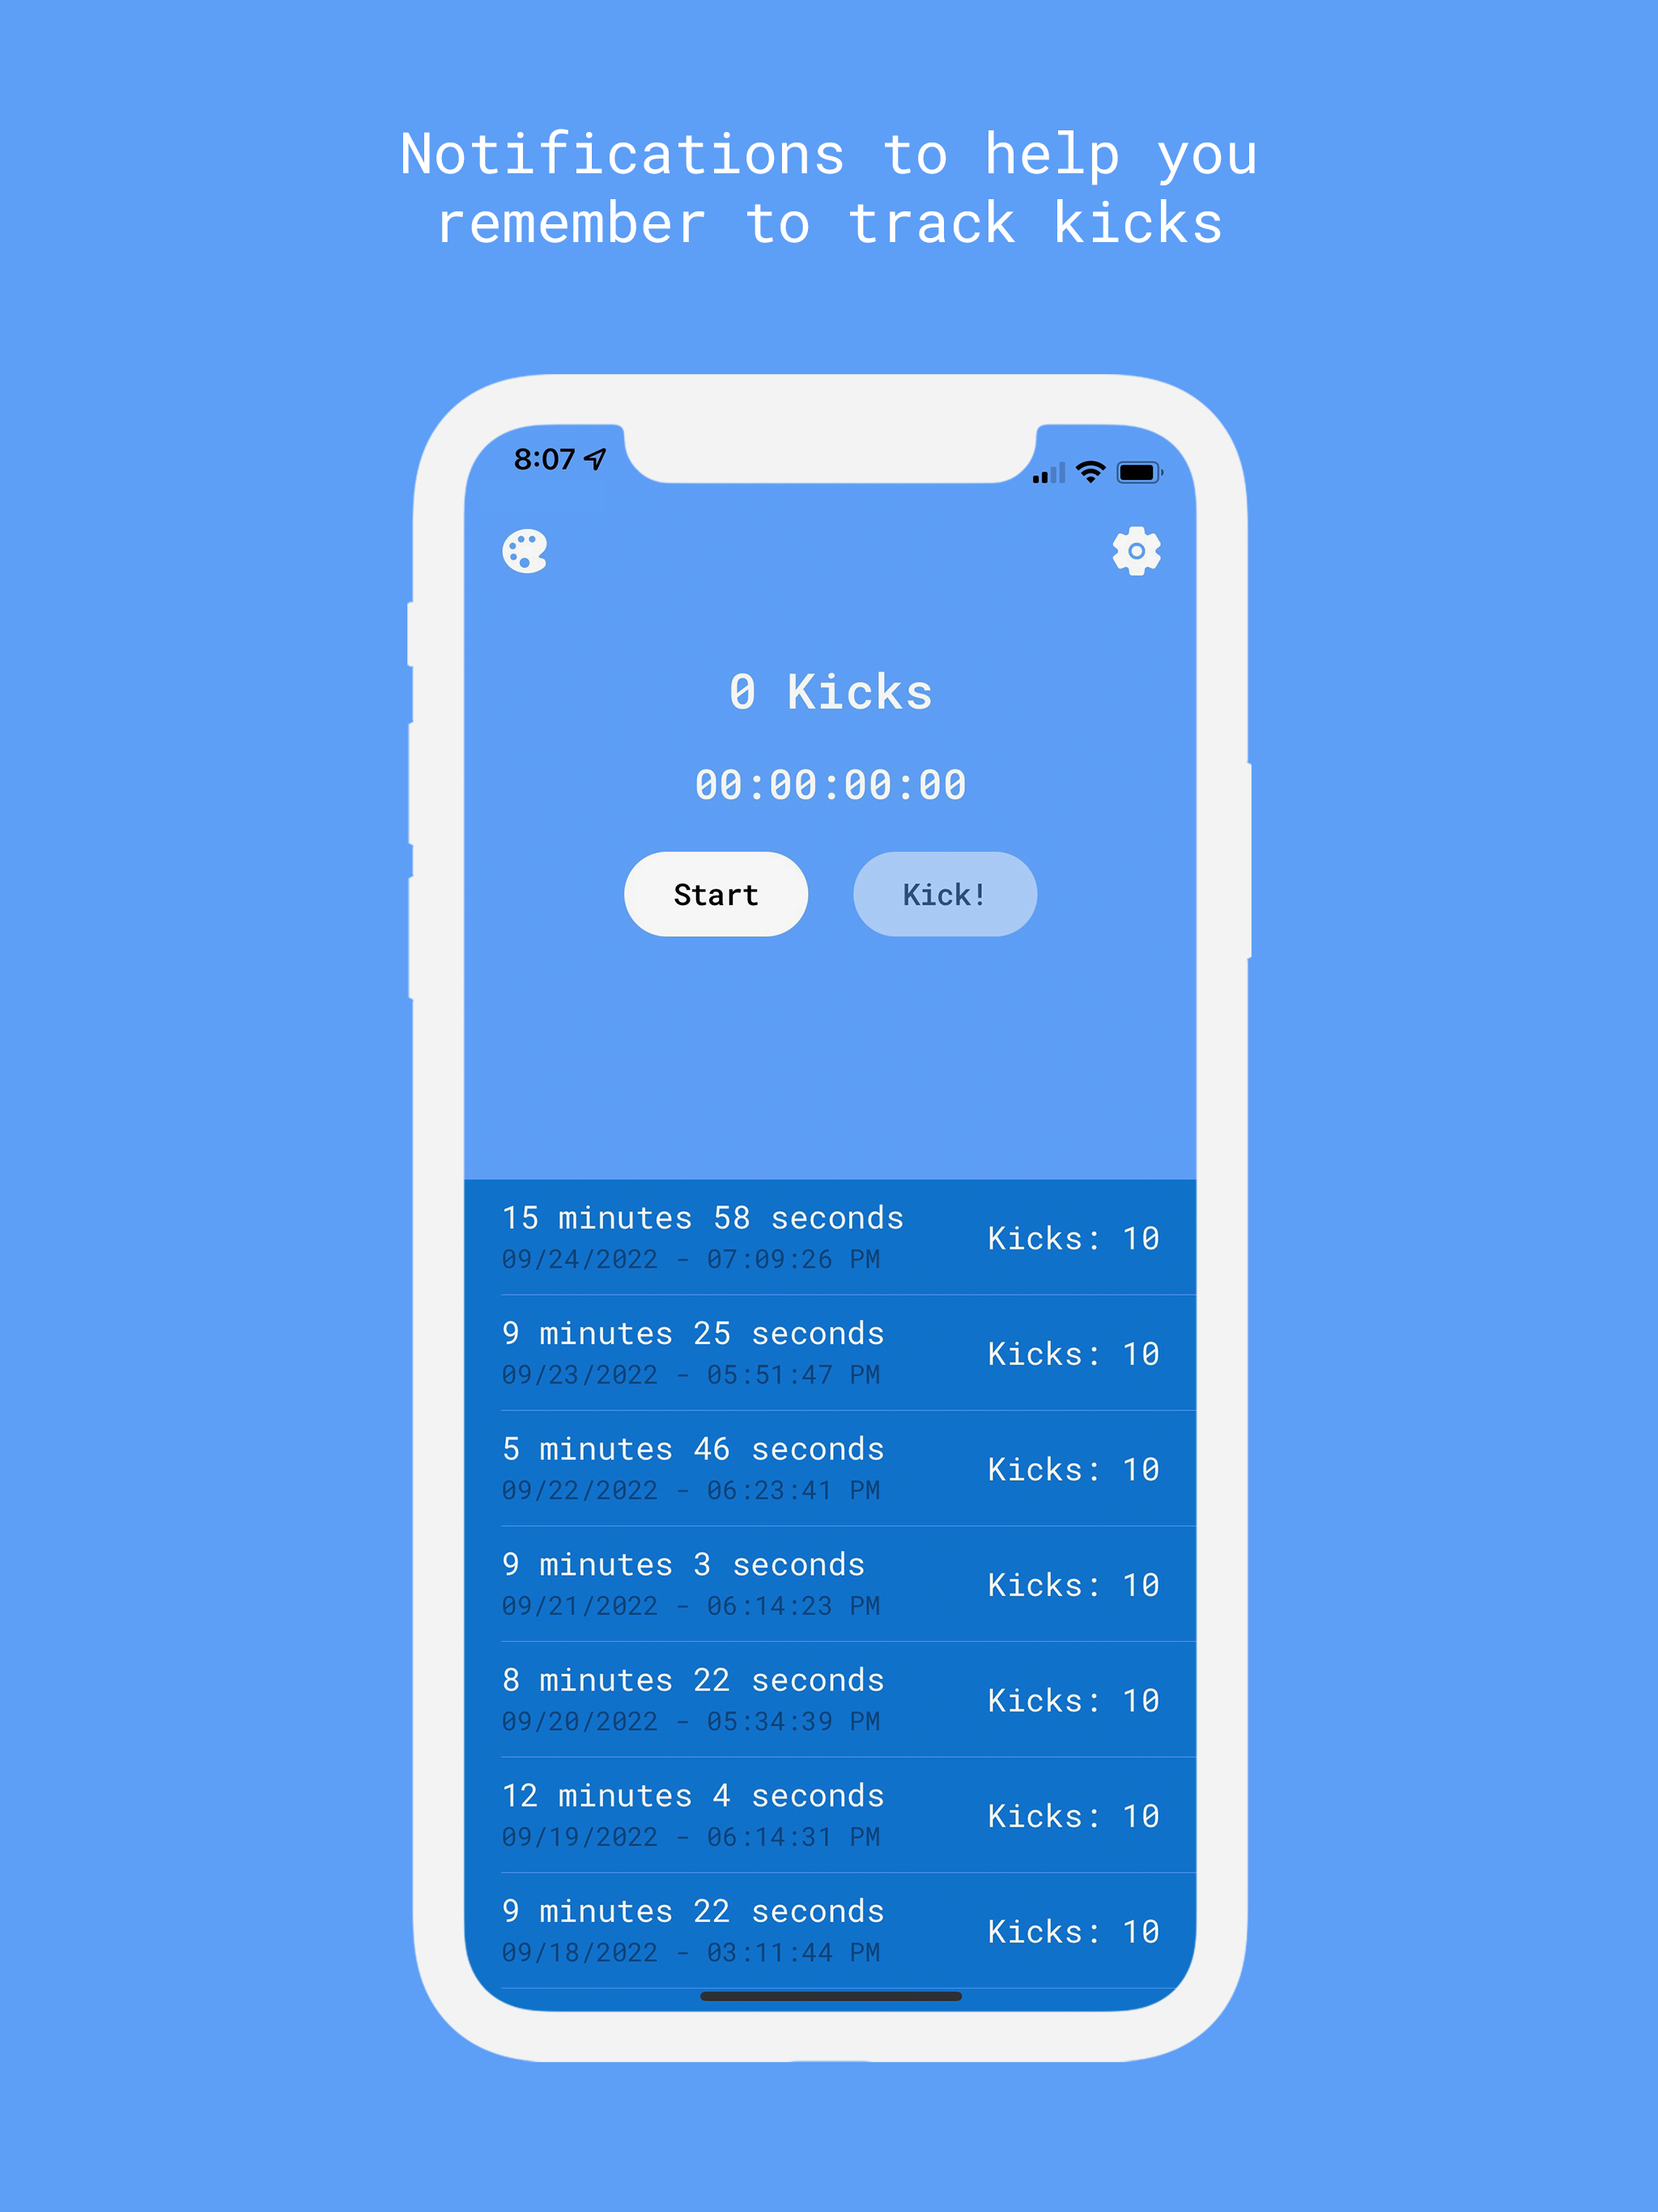 Notifications to help you
remember to track kicks
8:07
0 Kicks
00:00:00:00
Start
Kick!
15 minutes 58 seconds
09/24/2022 - 07:09:26 PM
Kicks: 10
9 minutes 25 seconds
09/23/2022 - 05:51:47 PM
Kicks: 10
5 minutes 46 seconds
09/22/2022 - 06:23:41 PM
Kicks: 10
9 minutes 3 seconds
09/21/2022 - 06:14:23 PM
Kicks: 10
8 minutes 22 seconds
09/20/2022 - 05:34:39 PM
Kicks: 10
12 minutes 4 seconds
09/19/2022 - 06:14:31 PM
Kicks: 10
9 minutes 22 seconds
09/18/2022 - 03:11:44 PM
Kicks: 10